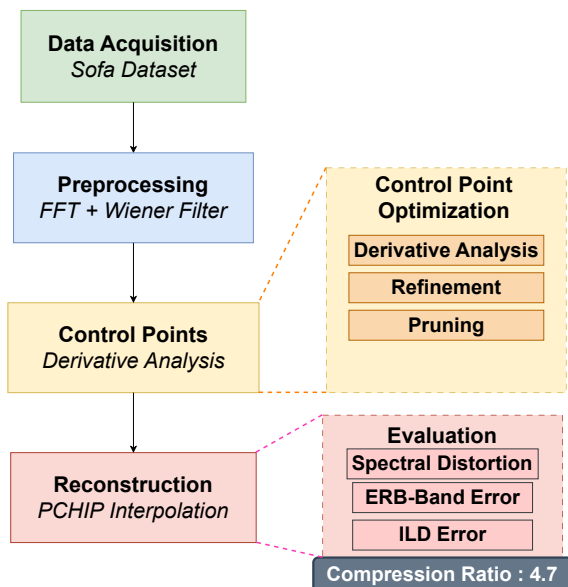 Data Acquisition
Sofa Dataset
Preprocessing
FFT + Wiener Filter
Control Points
Derivative Analysis
Control Point
Optimization
Derivative Analysis
Refinement
Pruning
Reconstruction
PCHIP Interpolation
Evaluation
Spectral Distortion
ERB-Band Error
ILD Error
Compression Ratio : 4.7